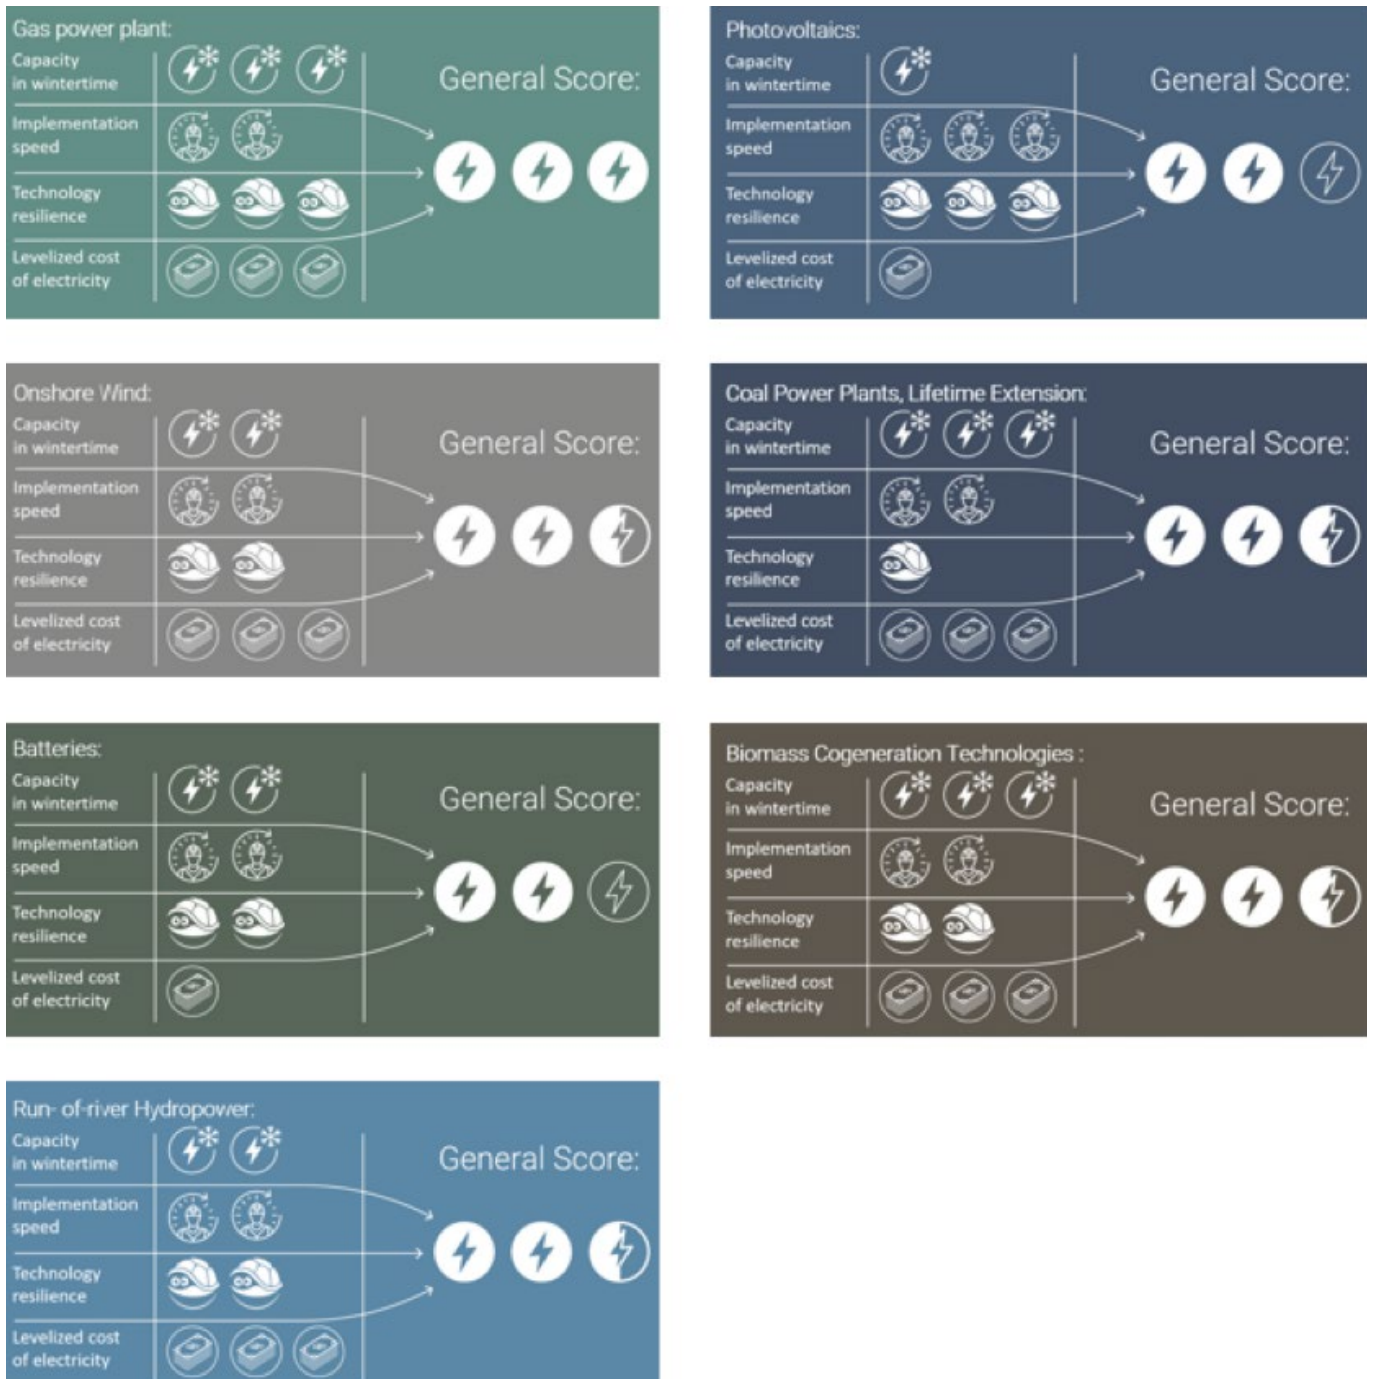 Gas power plant:
Capacity
in wintertime
General Score:
Implementation
speed
Technology
resilience
Levelized cost
of electricity
Photovoltaics:
Capacity
in wintertime
General Score:
Implementation
speed
Technology
resilience
Levelized cost
of electricity
Onshore Wind:
Capacity
in wintertime
General Score:
Implementation
speed
Technology
resilience
Levelized cost
of electricity
Coal Power Plants, Lifetime Extension:
Capacity
in wintertime
General Score:
Implementation
speed
Technology
resilience
Levelized cost
of electricity
Batteries:
Capacity
in wintertime
General Score:
Implementation
speed
Technology
resilience
Levelized cost
of electricity
Biomass Cogeneration Technologies :
Capacity
in wintertime
General Score:
Implementation
speed
Technology
resilience
Levelized cost
of electricity
Run- of-river Hydropower:
Capacity
in wintertime
General Score:
Implementation
speed
Technology
resilience
Levelized cost
of electricity